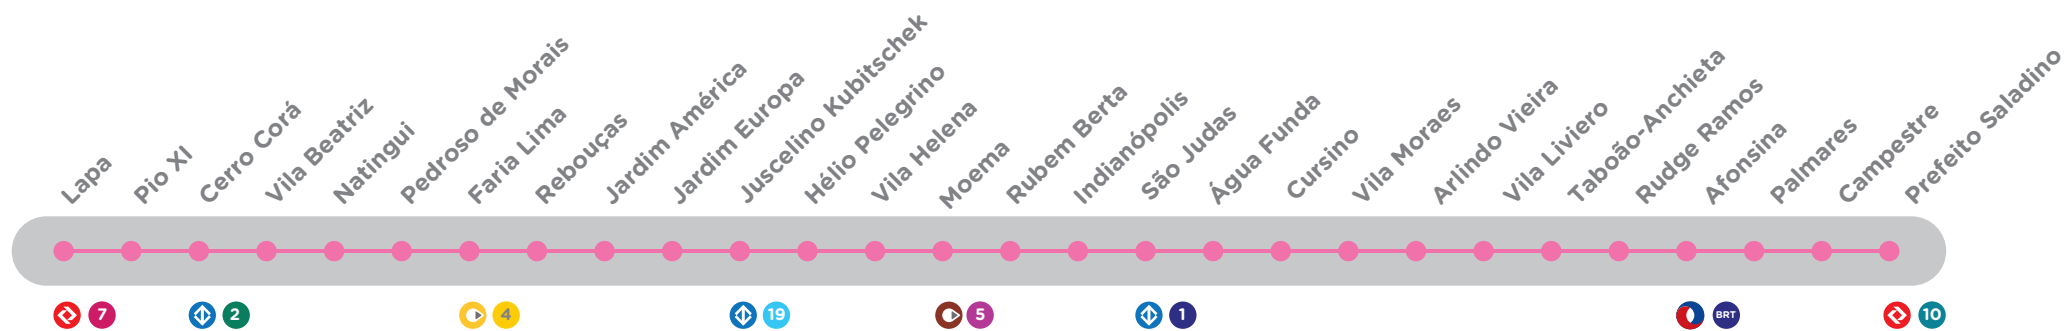 Lapa
Pio XI
Cerro Corá
Vila Beatriz
Natingui
Pedroso de Morais
Faria Lima
Rebouças
Jardim América
Jardim Europa
Juscelino Kubitschek
Hélio Pelegrino
Vila Helena
Moema
Rubem Berta
Indianópolis
São Judas
Água Funda
Cursino
Vila Moraes
Arlindo Vieira
Vila Liviero
Taboão-Anchieta
Rudge Ramos
Afonsina
Palmares
Campestre
Prefeito Saladino
7
2
4
19
5
1
BRT
10